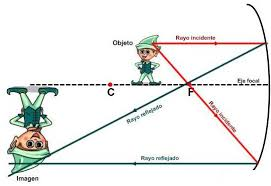 Objeto
Rayo incidente
Eje focal
C
F
Rayo reflejado
Rayo incidente
Rayo reflejado
Imagen